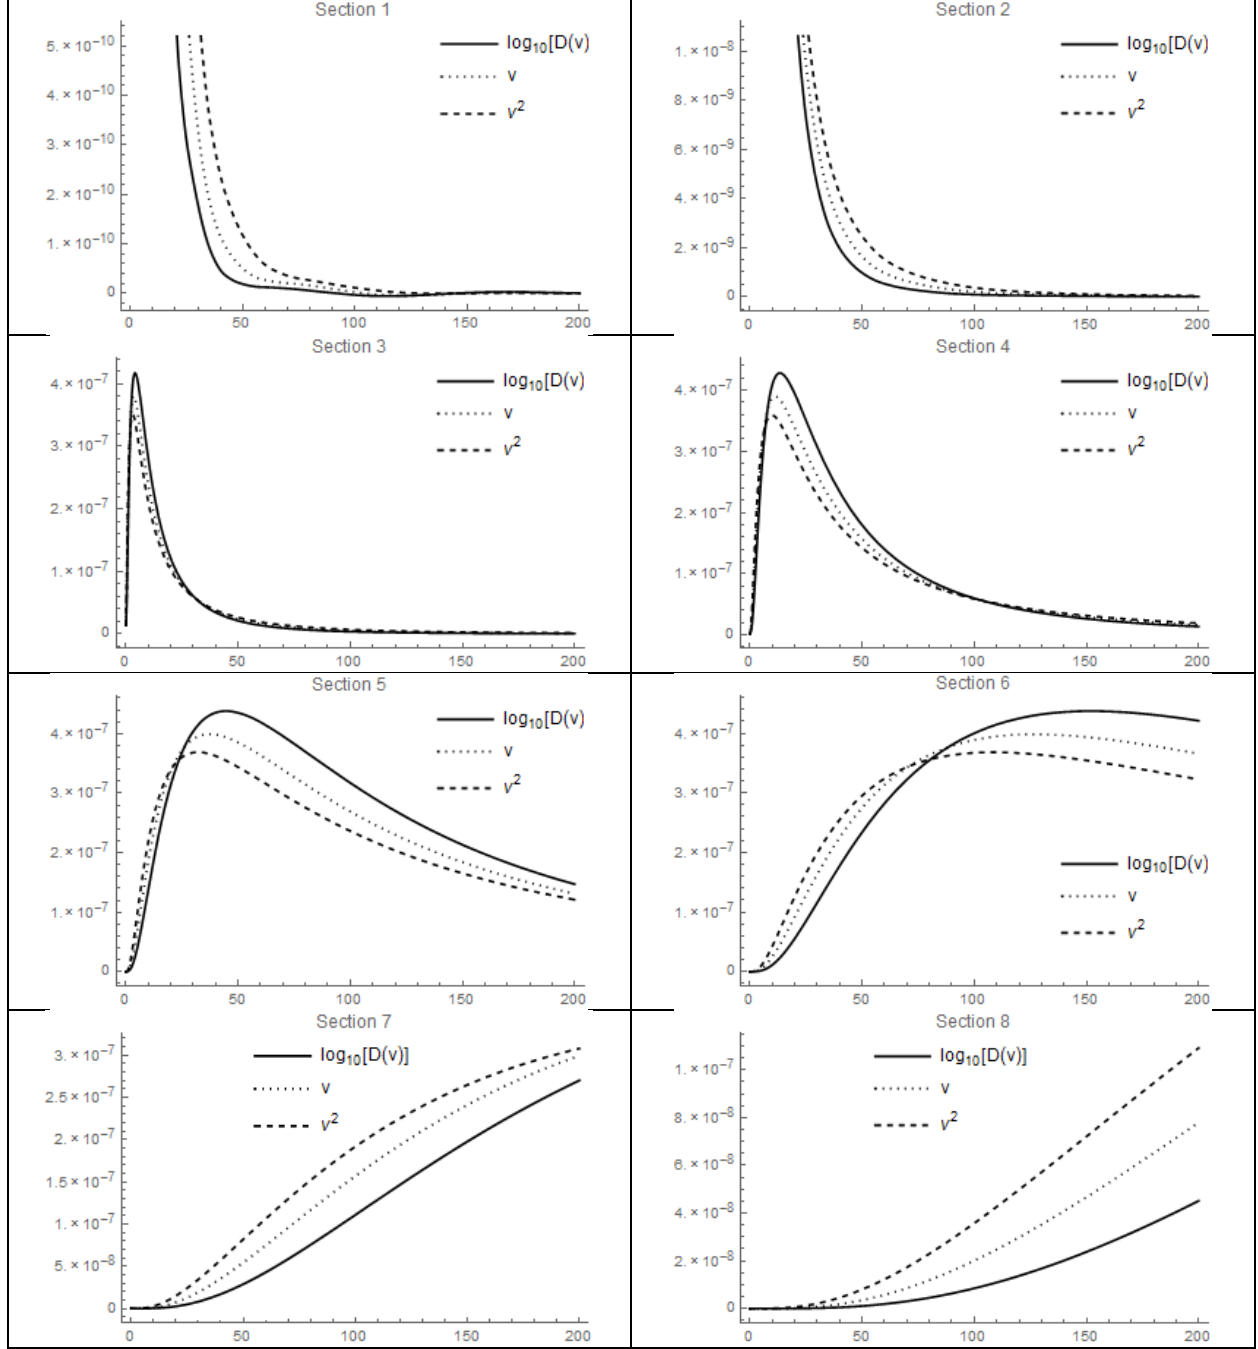 Section 1
5. × 10⁻¹⁰
4. × 10⁻¹⁰
3. × 10⁻¹⁰
2. × 10⁻¹⁰
1. × 10⁻¹⁰
0
0 50 100 150 200
log₁₀[D(v)
v
v²
Section 2
1. × 10⁻⁸
8. × 10⁻⁹
6. × 10⁻⁹
4. × 10⁻⁹
2. × 10⁻⁹
0
0 50 100 150 200
log₁₀[D(v)
v
v²
Section 3
4. × 10⁻⁷
3. × 10⁻⁷
2. × 10⁻⁷
1. × 10⁻⁷
0
0 50 100 150 200
log₁₀[D(v)
v
v²
Section 4
4. × 10⁻⁷
3. × 10⁻⁷
2. × 10⁻⁷
1. × 10⁻⁷
0
0 50 100 150 200
log₁₀[D(v)
v
v²
Section 5
4. × 10⁻⁷
3. × 10⁻⁷
2. × 10⁻⁷
1. × 10⁻⁷
0
0 50 100 150 200
log₁₀[D(v)
v
v²
Section 6
4. × 10⁻⁷
3. × 10⁻⁷
2. × 10⁻⁷
1. × 10⁻⁷
0
0 50 100 150 200
log₁₀[D(v)
v
v²
Section 7
3. × 10⁻⁷
2.5 × 10⁻⁷
2. × 10⁻⁷
1.5 × 10⁻⁷
1. × 10⁻⁷
5. × 10⁻⁸
0
0 50 100 150 200
log₁₀[D(v)]
v
v²
Section 8
1. × 10⁻⁷
8. × 10⁻⁸
6. × 10⁻⁸
4. × 10⁻⁸
2. × 10⁻⁸
0
0 50 100 150 200
log₁₀[D(v)]
v
v²